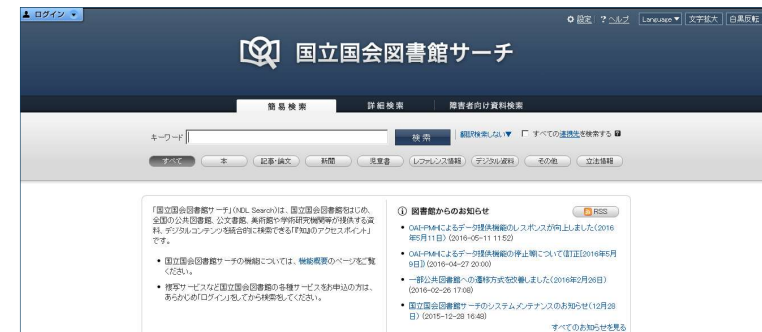 ログイン
設定 ? ヘルプ Language▼ 文字拡大 白黒反転
国立国会図書館サーチ
簡易検索 詳細検索 障害者向け資料検索
キーワード 検索 翻訳検索しない▼ すべての連携先を検索する
すべて 本 記事・論文 新聞 児童書 レファレンス情報 デジタル資料 その他 立法情報
「国立国会図書館サーチ」(NDL Search)は、国立国会図書館をはじめ、
全国の公共図書館、公文書館、美術館や学術研究機関等が提供する資
料、デジタルコンテンツを統合的に検索できる「『知』のアクセスポイント」
です。
• 国立国会図書館サーチの機能については、機能概要のページをご覧
ください。
• 複写サービスなど国立国会図書館の各種サービスをお申込の方は、
あらかじめ「ログイン」をしてから検索をしてください。
図書館からのお知らせ RSS
• OAI-PMHによるデータ提供機能のレスポンスが向上しました(2016
年5月11日) (2016-05-11 11:52)
• OAI-PMHによるデータ提供機能の停止等について(訂正)[2016年5月
9日]) (2016-04-27 20:00)
• 一部公共図書館への遷移方式を改善しました(2016年2月26日)
(2016-02-26 17:08)
• 国立国会図書館サーチのシステムメンテナンスのお知らせ(12月28
日) (2015-12-28 16:48)
すべてのお知らせを見る